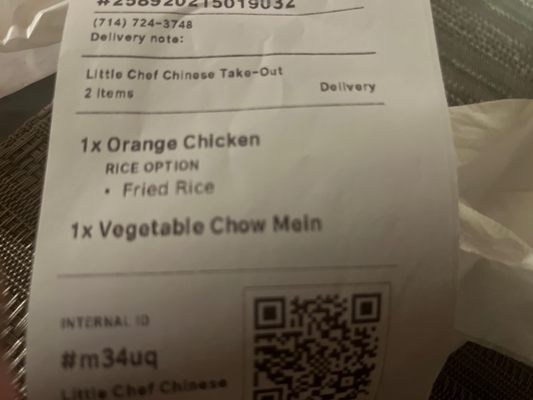 #258920215019032
(714) 724-3748
Delivery note:
Little Chef Chinese Take-Out
2 Items Delivery
1x Orange Chicken
RICE OPTION
• Fried Rice
1x Vegetable Chow Mein
INTERNAL ID
#m34uq
Little Chef Chinese